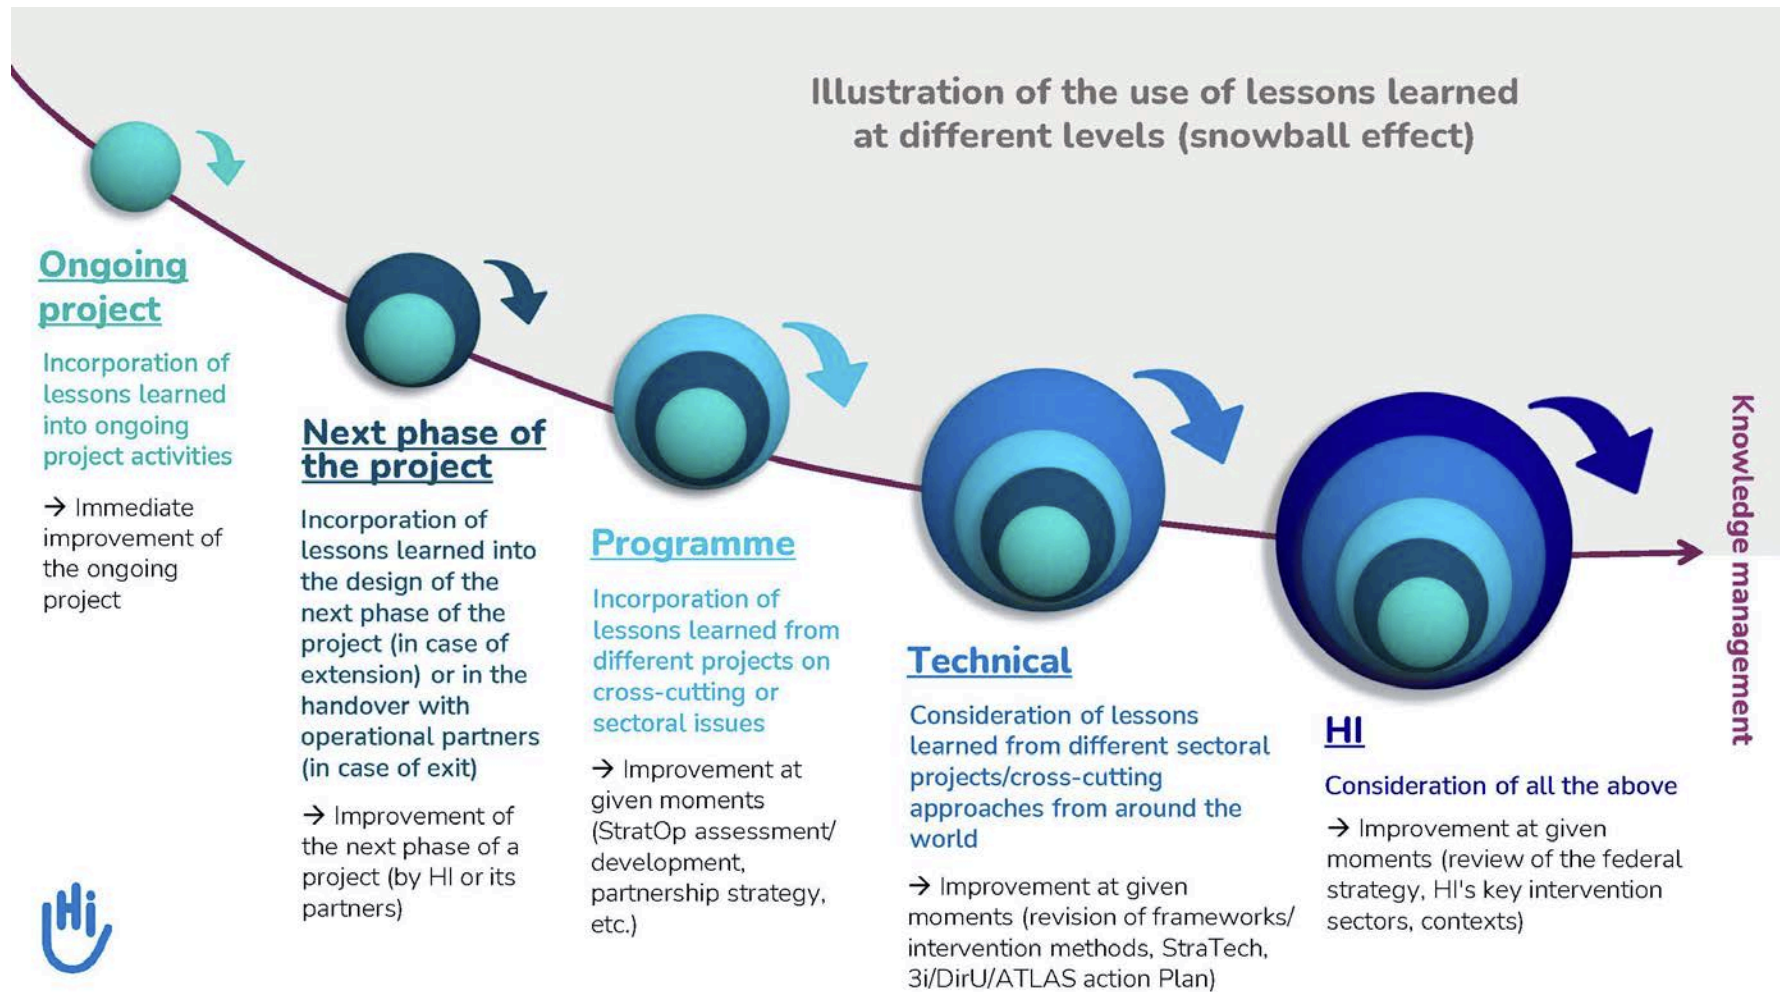 Illustration of the use of lessons learned
at different levels (snowball effect)
Ongoing
project
Incorporation of
lessons learned
into ongoing
project activities
→ Immediate
improvement of
the ongoing
project
Next phase of
the project
Incorporation of
lessons learned into
the design of the
next phase of the
project (in case of
extension) or in the
handover with
operational partners
(in case of exit)
→ Improvement of
the next phase of a
project (by HI or its
partners)
Programme
Incorporation of
lessons learned from
different projects on
cross-cutting or
sectoral issues
→ Improvement at
given moments
(StratOp assessment/
development,
partnership strategy,
etc.)
Technical
Consideration of lessons
learned from different sectoral
projects/cross-cutting
approaches from around the
world
→ Improvement at given
moments (revision of frameworks/
intervention methods, StraTech,
3i/DirU/ATLAS action Plan)
HI
Consideration of all the above
→ Improvement at given
moments (review of the federal
strategy, HI's key intervention
sectors, contexts)
Knowledge management
Hi